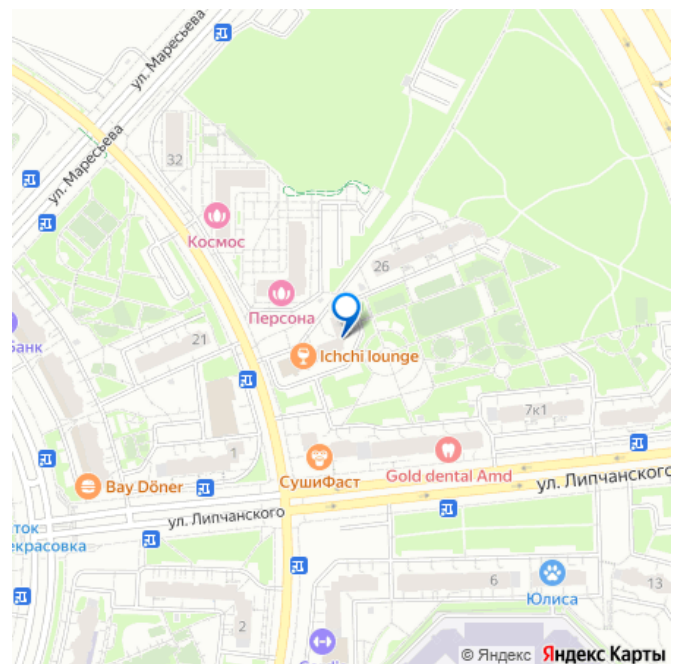 ул. Маресьева
ул. Маресьева
32
Космос
26
Персона
21
банк
Ichchi lounge
7к1
1
СушиФаст
Gold dental Amd
Bay Döner
ул. Липчанского
ул. Липчанского
екрасовка
6
13
Юлиса
2
© Яндекс Яндекс Карты